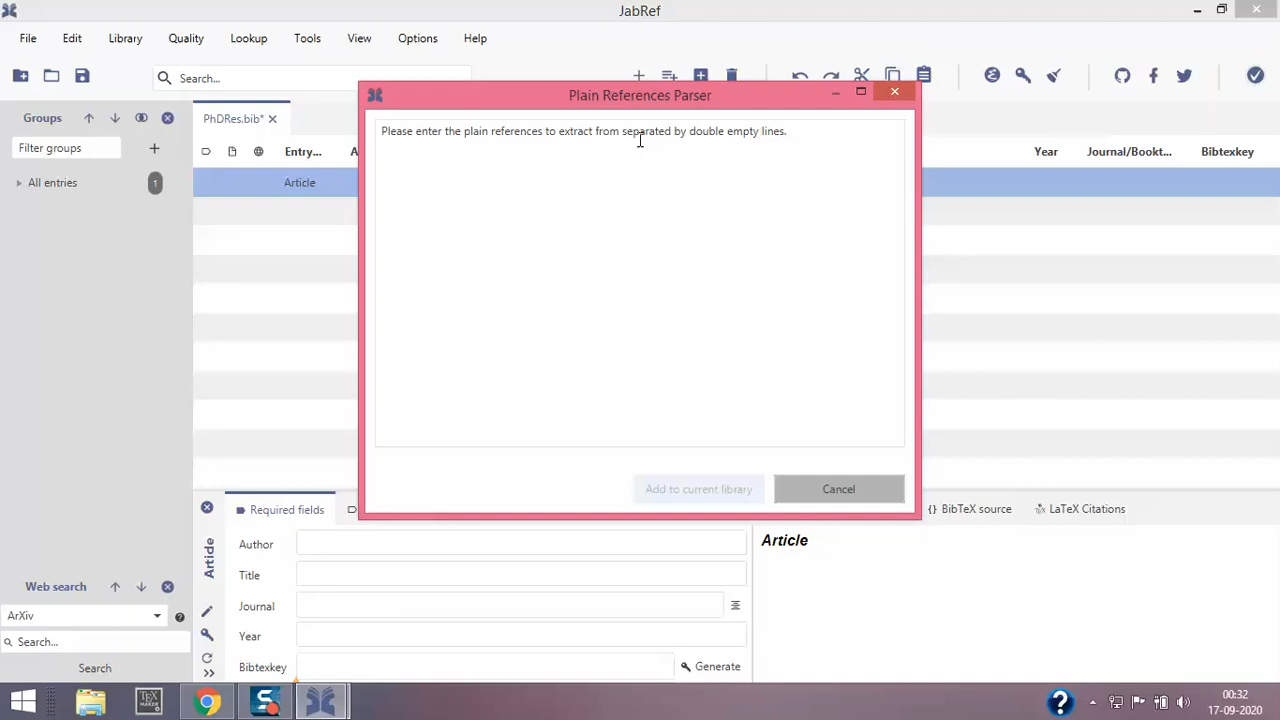 JabRef
File Edit Library Quality Lookup Tools View Options Help
Search...
Plain References Parser
Groups
PhDRes.bib*
Please enter the plain references to extract from separated by double empty lines.
Filter groups
Entry... A
Year Journal/Bookt... Bibtexkey
All entries 1
Article
Add to current library Cancel
Required fields
{} BibTeX source LaTeX Citations
Article
Author
Article
Title
Web search
Journal
ArXiv
Year
Search...
Bibtexkey
Generate
Search
TEX
MAKER
S
00:32
17-09-2020